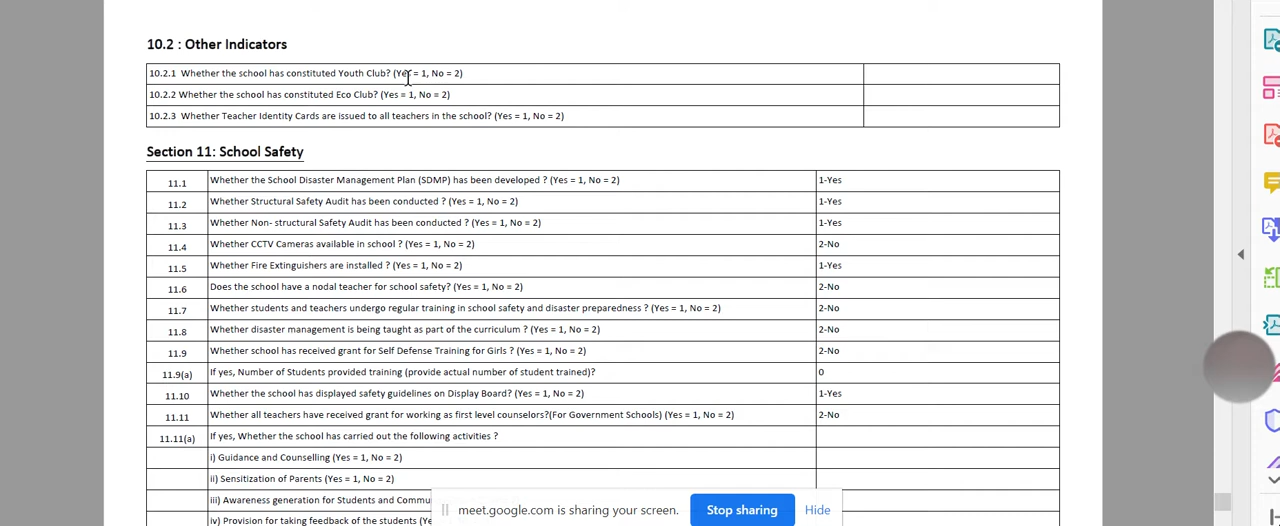 10.2 : Other Indicators
10.2.1 Whether the school has constituted Youth Club? (Yes = 1, No = 2)
10.2.2 Whether the school has constituted Eco Club? (Yes = 1, No = 2)
10.2.3 Whether Teacher Identity Cards are issued to all teachers in the school? (Yes = 1, No = 2)
Section 11: School Safety
11.1 Whether the School Disaster Management Plan (SDMP) has been developed ? (Yes = 1, No = 2) 1-Yes
11.2 Whether Structural Safety Audit has been conducted ? (Yes = 1, No = 2) 1-Yes
11.3 Whether Non- structural Safety Audit has been conducted ? (Yes = 1, No = 2) 1-Yes
11.4 Whether CCTV Cameras available in school ? (Yes = 1, No = 2) 2-No
11.5 Whether Fire Extinguishers are installed ? (Yes = 1, No = 2) 1-Yes
11.6 Does the school have a nodal teacher for school safety? (Yes = 1, No = 2) 2-No
11.7 Whether students and teachers undergo regular training in school safety and disaster preparedness ? (Yes = 1, No = 2) 2-No
11.8 Whether disaster management is being taught as part of the curriculum ? (Yes = 1, No = 2) 2-No
11.9 Whether school has received grant for Self Defense Training for Girls ? (Yes = 1, No = 2) 2-No
11.9(a) If yes, Number of Students provided training (provide actual number of student trained)? 0
11.10 Whether the school has displayed safety guidelines on Display Board? (Yes = 1, No = 2) 1-Yes
11.11 Whether all teachers have received grant for working as first level counselors?(For Government Schools) (Yes = 1, No = 2) 2-No
11.11(a) If yes, Whether the school has carried out the following activities ?
i) Guidance and Counselling (Yes = 1, No = 2)
ii) Sensitization of Parents (Yes = 1, No = 2)
iii) Awareness generation for Students and
iv) Provision for taking feedback of the students
meet.google.com is sharing your screen. Stop sharing Hide